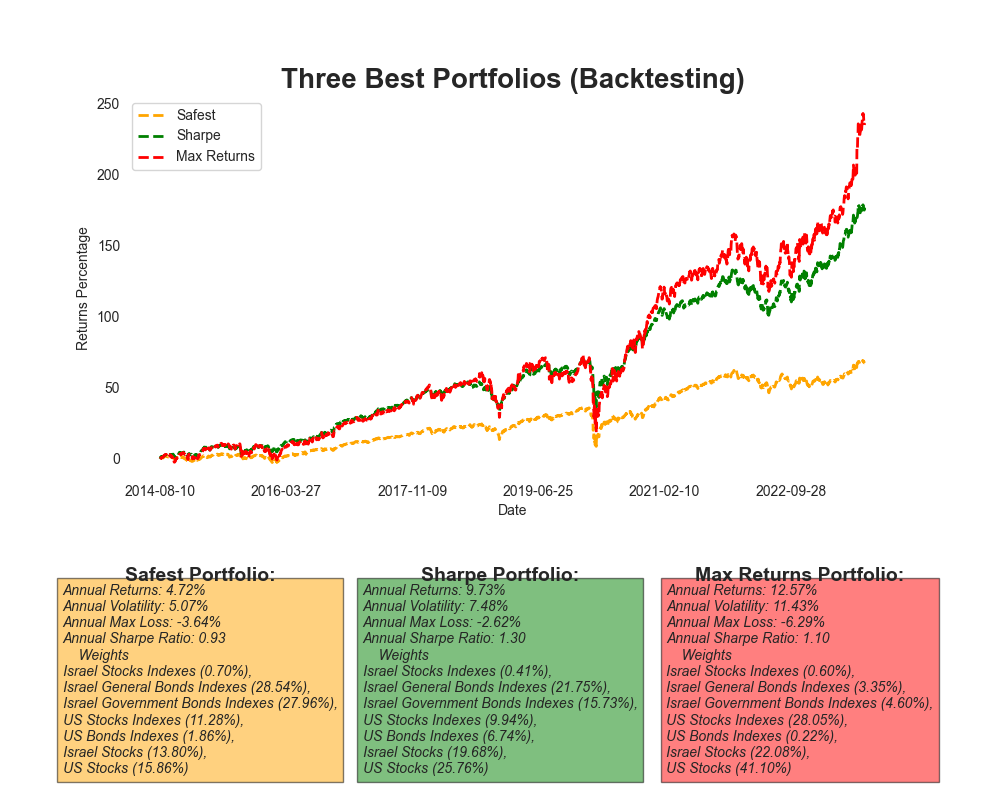 Three Best Portfolios (Backtesting)
250
200
150
100
50
0
Returns Percentage
Safest
Sharpe
Max Returns
2014-08-10
2016-03-27
2017-11-09
2019-06-25
2021-02-10
2022-09-28
Date
Safest Portfolio:
Annual Returns: 4.72%
Annual Volatility: 5.07%
Annual Max Loss: -3.64%
Annual Sharpe Ratio: 0.93
Weights
Israel Stocks Indexes (0.70%),
Israel General Bonds Indexes (28.54%),
Israel Government Bonds Indexes (27.96%),
US Stocks Indexes (11.28%),
US Bonds Indexes (1.86%),
Israel Stocks (13.80%),
US Stocks (15.86%)
Sharpe Portfolio:
Annual Returns: 9.73%
Annual Volatility: 7.48%
Annual Max Loss: -2.62%
Annual Sharpe Ratio: 1.30
Weights
Israel Stocks Indexes (0.41%),
Israel General Bonds Indexes (21.75%),
Israel Government Bonds Indexes (15.73%),
US Stocks Indexes (9.94%),
US Bonds Indexes (6.74%),
Israel Stocks (19.68%),
US Stocks (25.76%)
Max Returns Portfolio:
Annual Returns: 12.57%
Annual Volatility: 11.43%
Annual Max Loss: -6.29%
Annual Sharpe Ratio: 1.10
Weights
Israel Stocks Indexes (0.60%),
Israel General Bonds Indexes (3.35%),
Israel Government Bonds Indexes (4.60%),
US Stocks Indexes (28.05%),
US Bonds Indexes (0.22%),
Israel Stocks (22.08%),
US Stocks (41.10%)